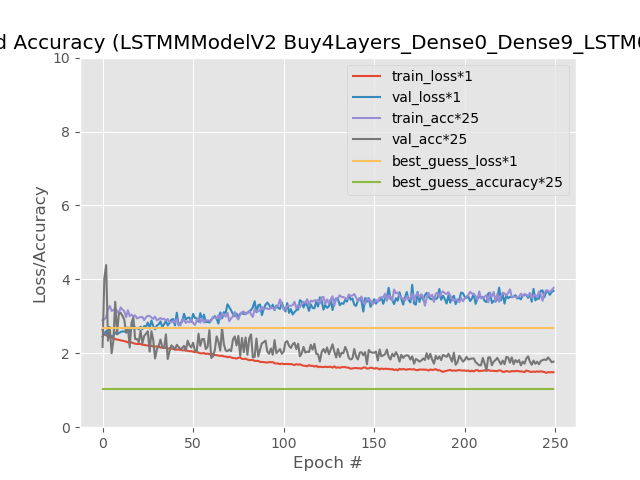 d Accuracy (LSTMMModelV2 Buy4Layers_Dense0_Dense9_LSTM
train_loss*1
val_loss*1
train_acc*25
val_acc*25
best_guess_loss*1
best_guess_accuracy*25
Loss/Accuracy
10
8
6
4
2
0
0
50
100
150
200
250
Epoch #